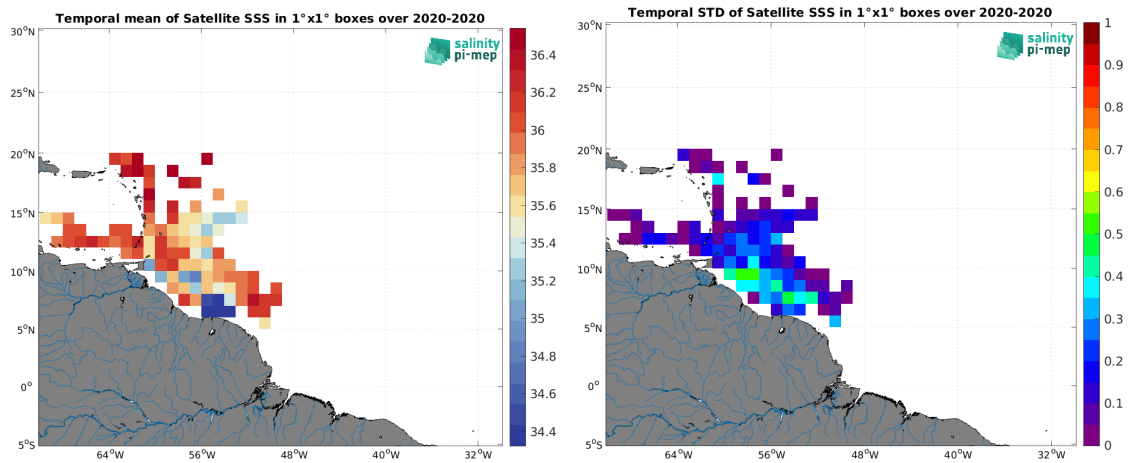 Temporal mean of Satellite SSS in 1°x1° boxes over 2020-2020
30°N
25°N
20°N
15°N
10°N
5°N
0°
5°S
64°W
56°W
48°W
40°W
32°W
salinity
pi-mep
36.4
36.2
36
35.8
35.6
35.4
35.2
35
34.8
34.6
34.4
Temporal STD of Satellite SSS in 1°x1° boxes over 2020-2020
30°N
25°N
20°N
15°N
10°N
5°N
0°
5°S
64°W
56°W
48°W
40°W
32°W
salinity
pi-mep
1
0.9
0.8
0.7
0.6
0.5
0.4
0.3
0.2
0.1
0